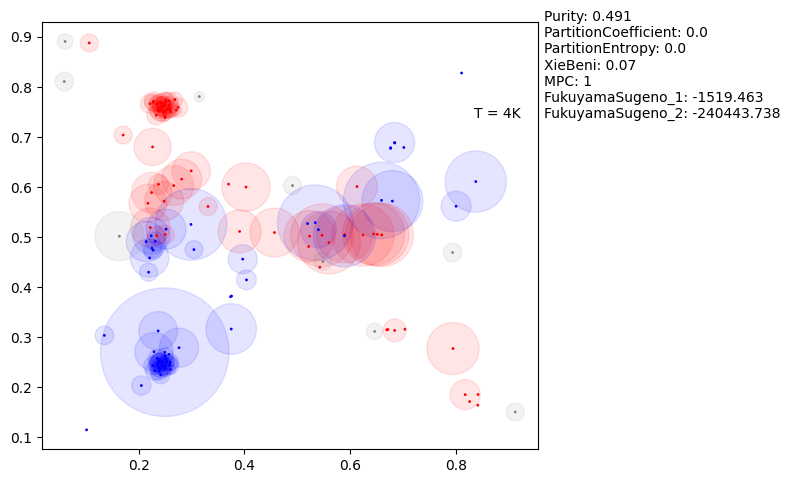 Purity: 0.491
PartitionCoefficient: 0.0
PartitionEntropy: 0.0
XieBeni: 0.07
MPC: 1
FukuyamaSugeno_1: -1519.463
FukuyamaSugeno_2: -240443.738
T = 4K
0.9
0.8
0.7
0.6
0.5
0.4
0.3
0.2
0.1
0.2
0.4
0.6
0.8